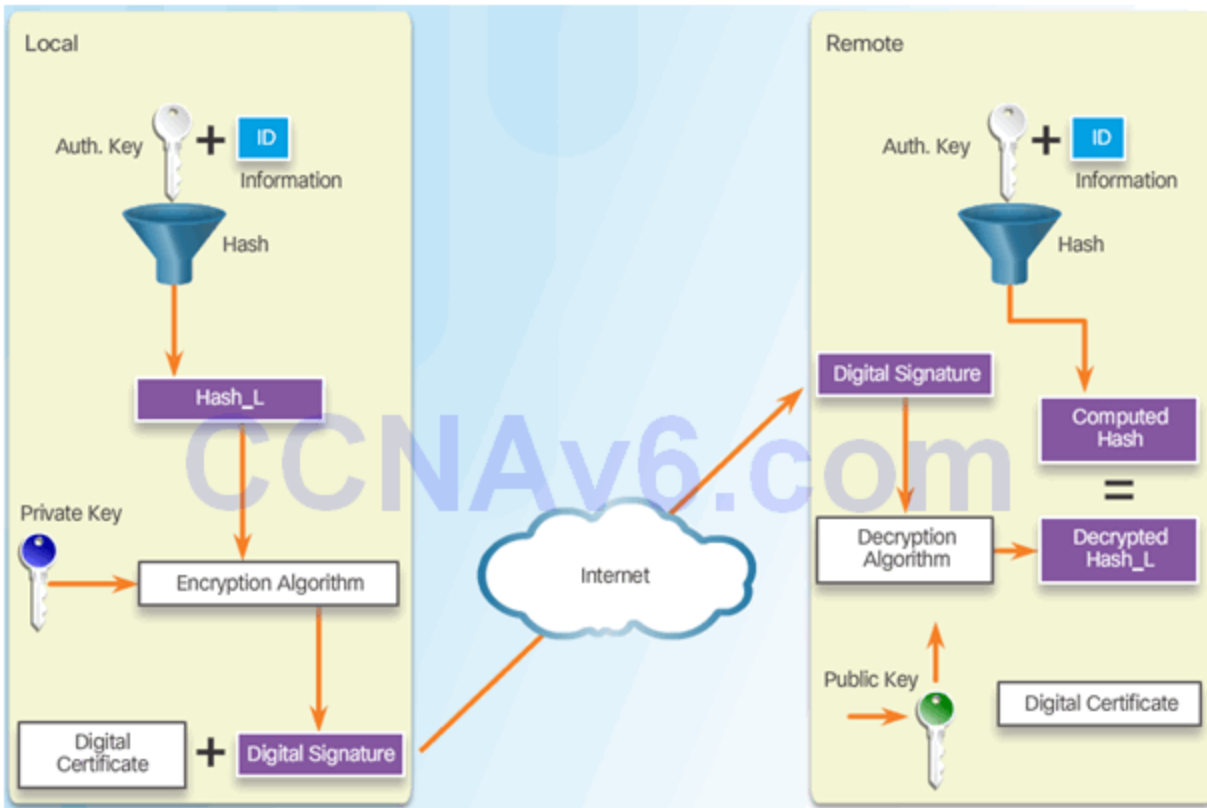 Local
Auth. Key
+
ID
Information
Hash
Hash_L
Private Key
Encryption Algorithm
Digital
Certificate
+
Digital Signature
CCNAv6.com
Internet
Remote
Auth. Key
+
ID
Information
Hash
Digital Signature
Computed
Hash
=
Decryption
Algorithm
Decrypted
Hash_L
Public Key
Digital Certificate